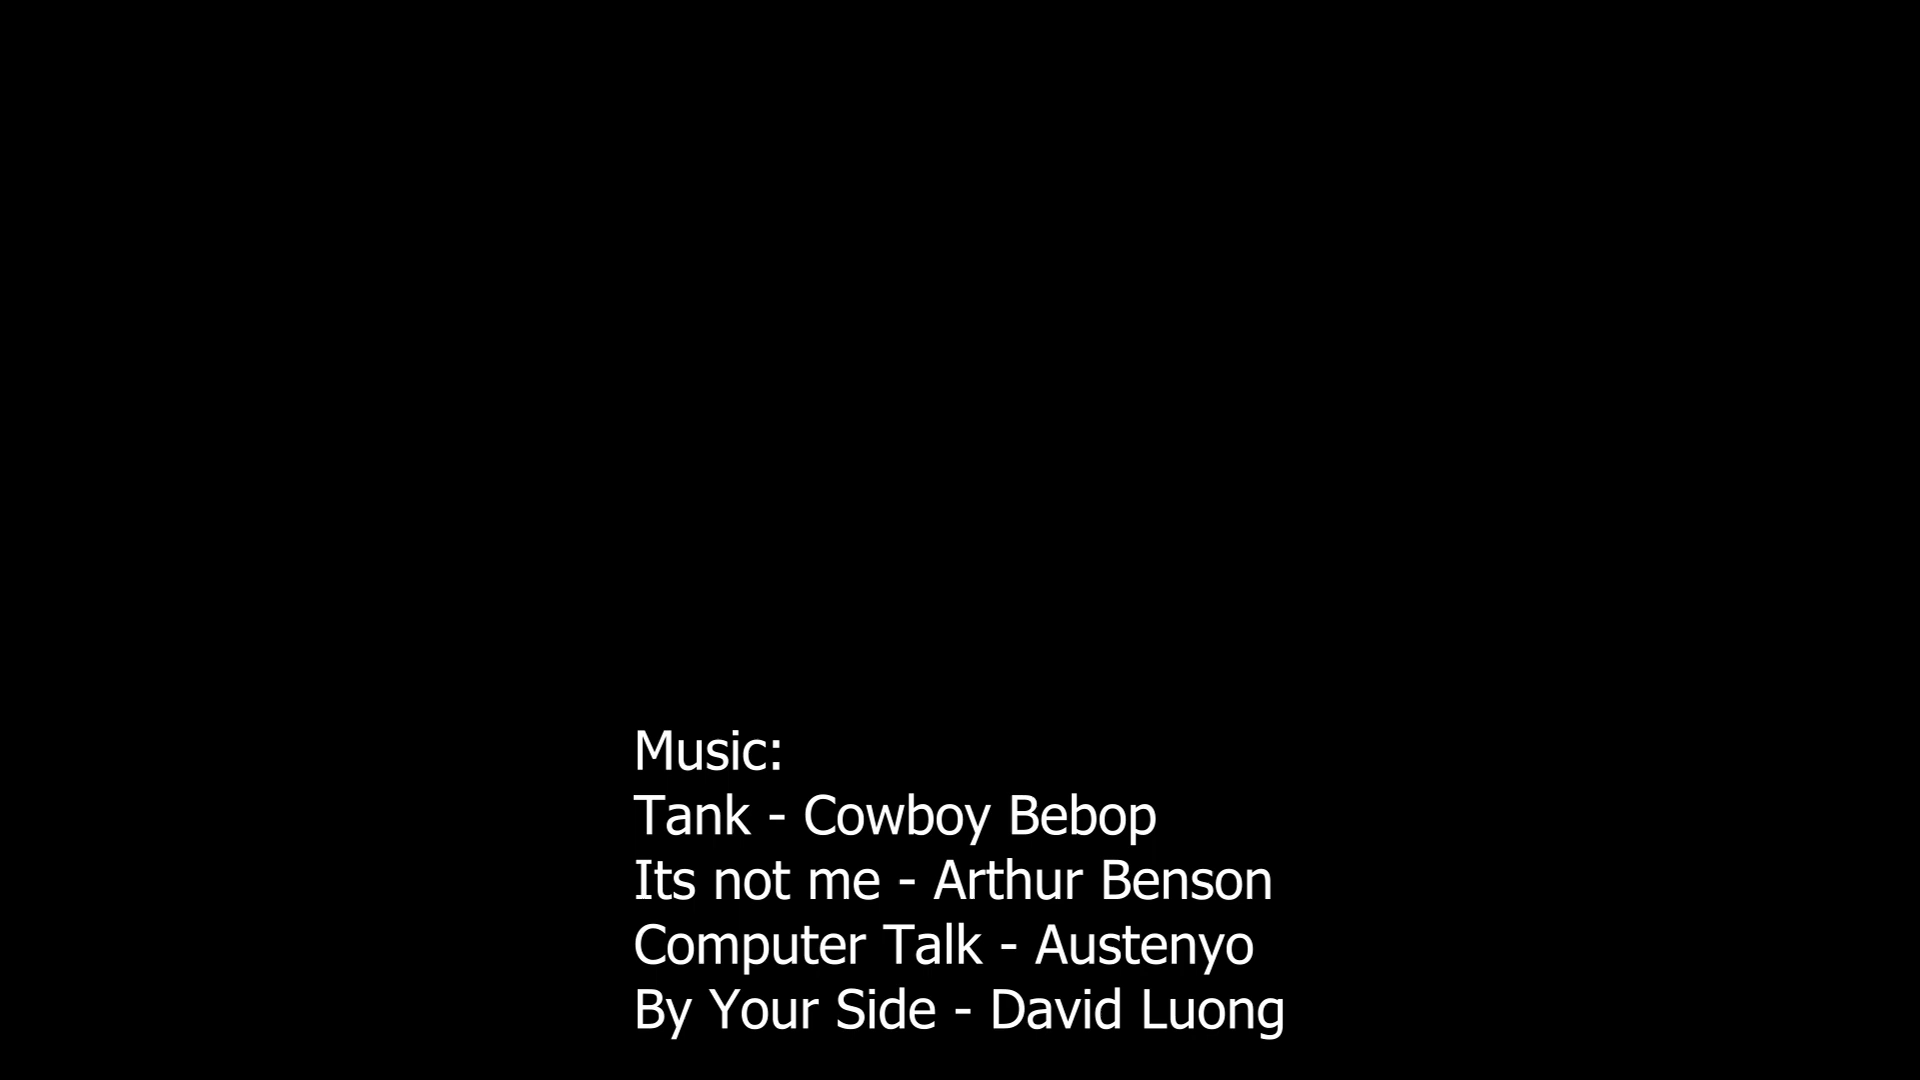 Music:
Tank - Cowboy Bebop
Its not me - Arthur Benson
Computer Talk - Austenyo
By Your Side - David Luong